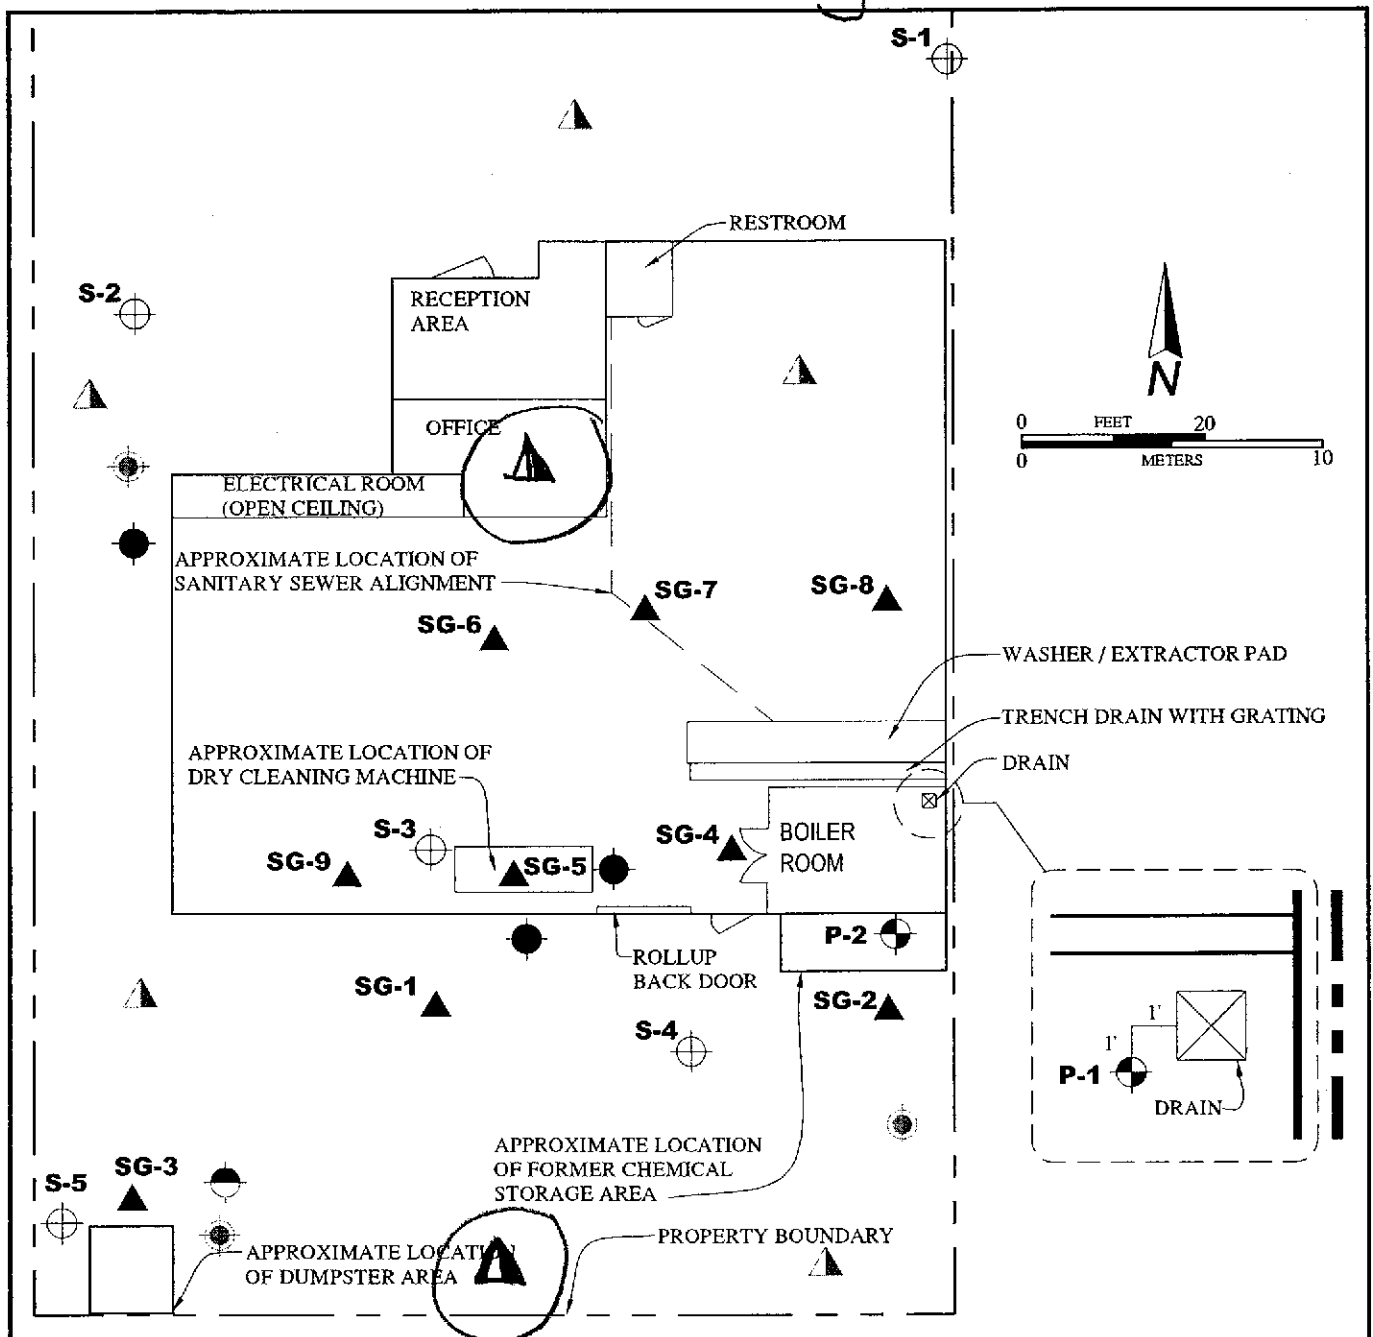 S-1
RESTROOM
S-2
RECEPTION
AREA
N
OFFICE
0 FEET 20
0 METERS 10
ELECTRICAL ROOM
(OPEN CEILING)
APPROXIMATE LOCATION OF
SANITARY SEWER ALIGNMENT
SG-7
SG-8
SG-6
WASHER / EXTRACTOR PAD
TRENCH DRAIN WITH GRATING
DRAIN
APPROXIMATE LOCATION OF
DRY CLEANING MACHINE
S-3
SG-4
BOILER
ROOM
SG-9
SG-5
P-2
ROLLUP
BACK DOOR
SG-1
SG-2
S-4
1'
1'
P-1
DRAIN
APPROXIMATE LOCATION
OF FORMER CHEMICAL
STORAGE AREA
SG-3
S-5
PROPERTY BOUNDARY
APPROXIMATE LOCATION
OF DUMPSTER AREA